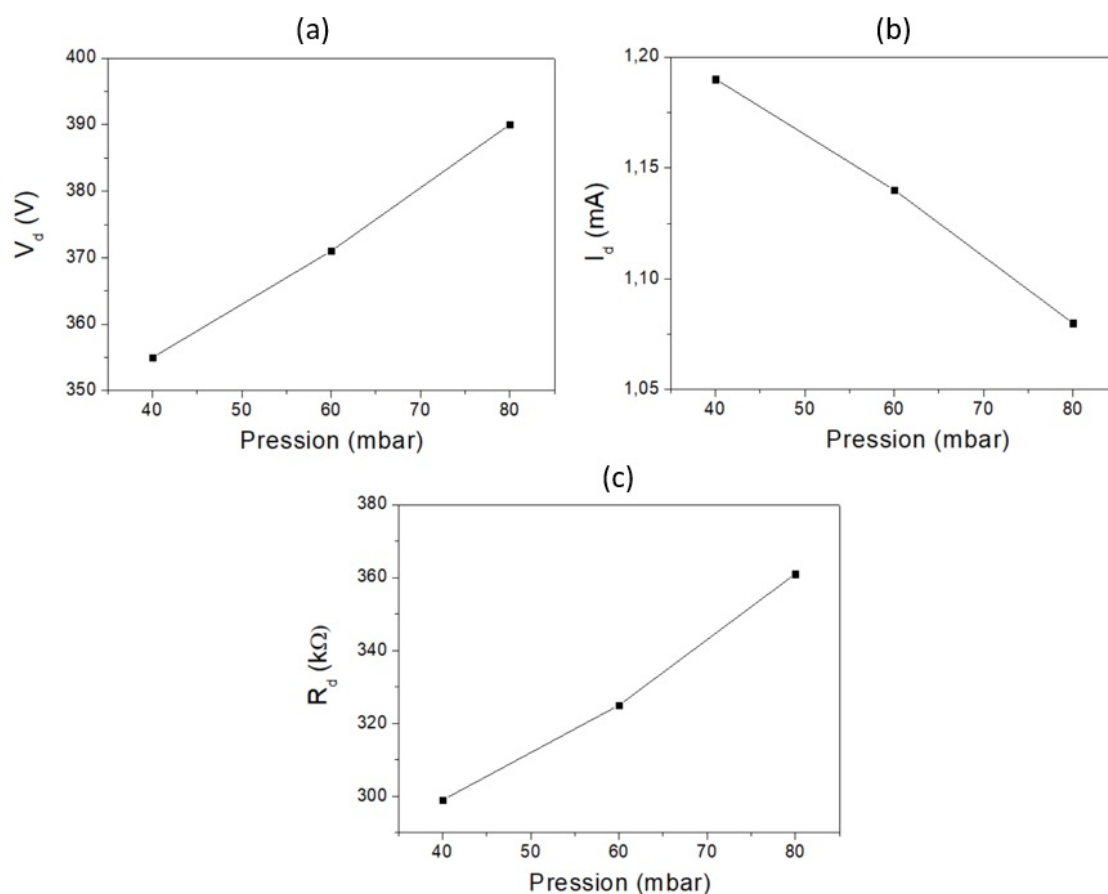 (a)
400
390
380
370
360
350
V_d (V)
40 50 60 70 80
Pression (mbar)
(b)
1,20
1,15
1,10
1,05
I_d (mA)
40 50 60 70 80
Pression (mbar)
(c)
380
360
340
320
300
R_d (kΩ)
40 50 60 70 80
Pression (mbar)